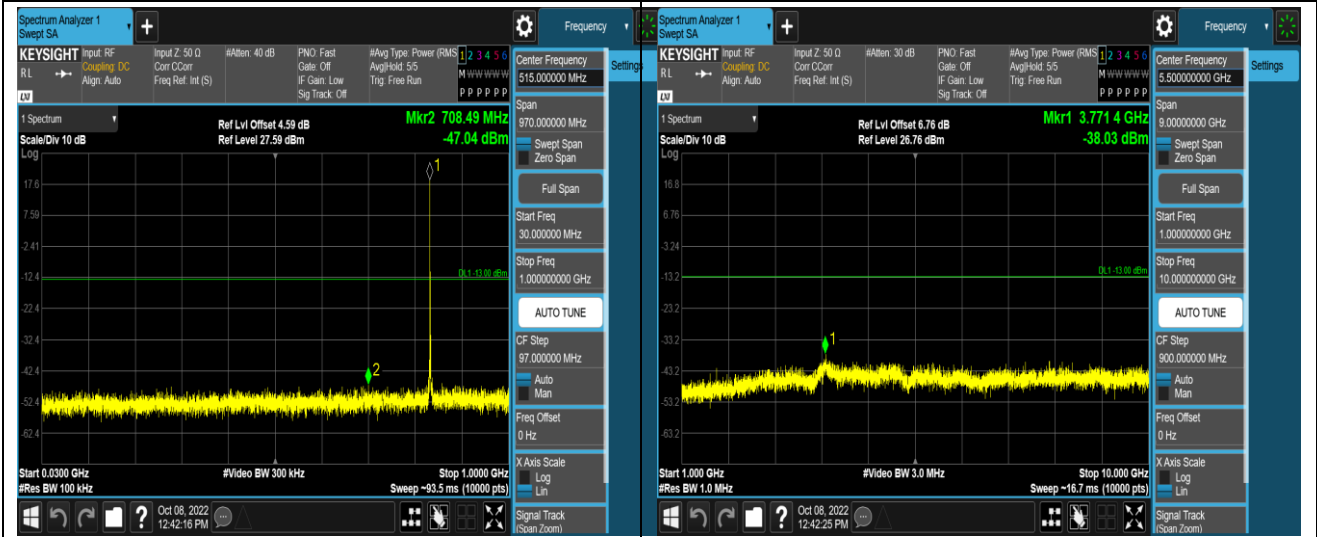 Spectrum Analyzer 1
Swept SA
+
Frequency
KEYSIGHT
RL
LXI
Input: RF
Coupling: DC
Align: Auto
Input Z: 50 Ω
Corr CCorr
Freq Ref: Int (S)
#Atten: 40 dB
PNO: Fast
Gate: Off
IF Gain: Low
Sig Track: Off
#Avg Type: Power (RMS
Avg|Hold: 5/5
Trig: Free Run
1 2 3 4 5 6
M W W W W W
P P P P P P
Center Frequency
515.000000 MHz
Settings
1 Spectrum
Scale/Div 10 dB
Log
Ref Lvl Offset 4.59 dB
Ref Level 27.59 dBm
Mkr2 708.49 MHz
-47.04 dBm
Span
970.000000 MHz
Swept Span
Zero Span
Full Span
Start Freq
30.000000 MHz
Stop Freq
1.000000000 GHz
AUTO TUNE
CF Step
97.000000 MHz
Auto
Man
Freq Offset
0 Hz
X Axis Scale
Log
Lin
Signal Track
(Span Zoom)
1
17.6
7.59
-2.41
-12.4
DL1 -13.00 dBm
-22.4
-32.4
-42.4
2
-52.4
-62.4
Start 0.0300 GHz
#Res BW 100 kHz
#Video BW 300 kHz
Stop 1.0000 GHz
Sweep ~93.5 ms (10000 pts)
?
Oct 08, 2022
12:42:16 PM
Spectrum Analyzer 1
Swept SA
+
Frequency
KEYSIGHT
RL
LXI
Input: RF
Coupling: DC
Align: Auto
Input Z: 50 Ω
Corr CCorr
Freq Ref: Int (S)
#Atten: 30 dB
PNO: Fast
Gate: Off
IF Gain: Low
Sig Track: Off
#Avg Type: Power (RMS
Avg|Hold: 5/5
Trig: Free Run
1 2 3 4 5 6
M W W W W W
P P P P P P
Center Frequency
5.500000000 GHz
Settings
1 Spectrum
Scale/Div 10 dB
Log
Ref Lvl Offset 6.76 dB
Ref Level 26.76 dBm
Mkr1 3.771 4 GHz
-38.03 dBm
Span
9.00000000 GHz
Swept Span
Zero Span
Full Span
Start Freq
1.000000000 GHz
Stop Freq
10.000000000 GHz
AUTO TUNE
CF Step
900.000000 MHz
Auto
Man
Freq Offset
0 Hz
X Axis Scale
Log
Lin
Signal Track
(Span Zoom)
16.8
6.76
-3.24
-13.2
DL1 -13.00 dBm
-23.2
-33.2
1
-43.2
-53.2
-63.2
Start 1.000 GHz
#Res BW 1.0 MHz
#Video BW 3.0 MHz
Stop 10.000 GHz
Sweep ~16.7 ms (10000 pts)
?
Oct 08, 2022
12:42:25 PM